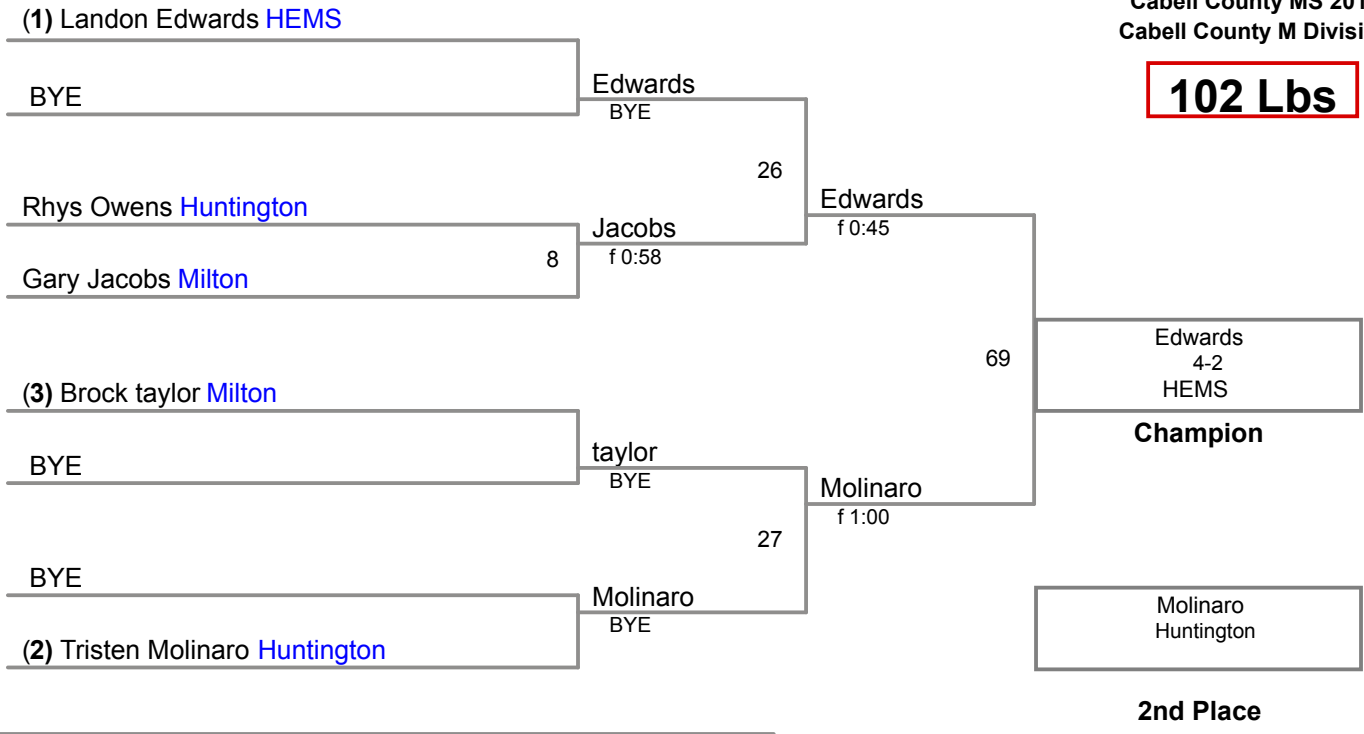 (1) Landon Edwards HEMS
Cabell County MS 201
Cabell County M Divisi
102 Lbs
BYE
Edwards
BYE
26
Rhys Owens Huntington
Edwards
f 0:45
Jacobs
f 0:58
8
Gary Jacobs Milton
69
Edwards
4-2
HEMS
Champion
(3) Brock taylor Milton
BYE
taylor
BYE
Molinaro
f 1:00
27
BYE
Molinaro
BYE
(2) Tristen Molinaro Huntington
Molinaro
Huntington
2nd Place